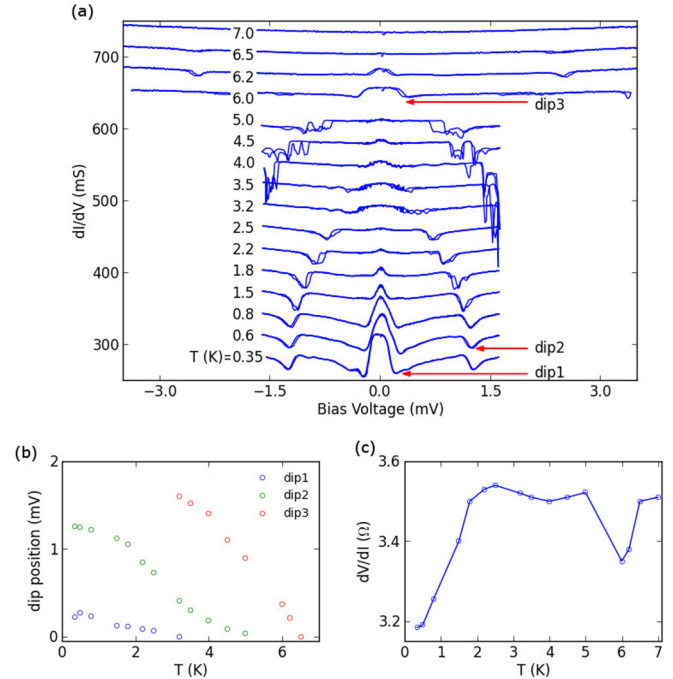 (a)
7.0
6.5
6.2
6.0
5.0
4.5
4.0
3.5
3.2
2.5
2.2
1.8
1.5
0.8
0.6
T (K)=0.35
dip3
dip2
dip1
700
600
500
400
300
dI/dV (mS)
−3.0 −1.5 0.0 1.5 3.0
Bias Voltage (mV)
(b)
dip1
dip2
dip3
2
1
0
dip position (mV)
0 2 4 6
T (K)
(c)
3.6
3.4
3.2
dV/dI (Ω)
0 1 2 3 4 5 6 7
T (K)